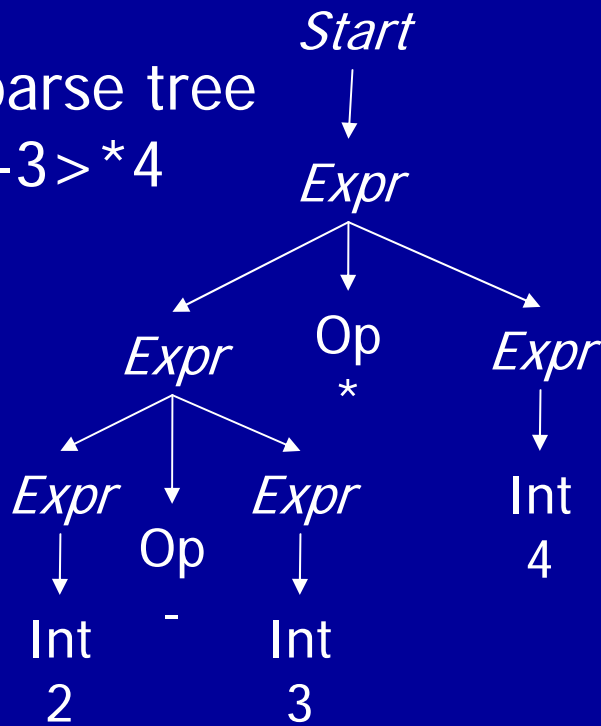 Start
parse tree
-3>*4
Expr
Expr Op Expr
*
Expr Op Expr Int
- 4
Int Int
2 3